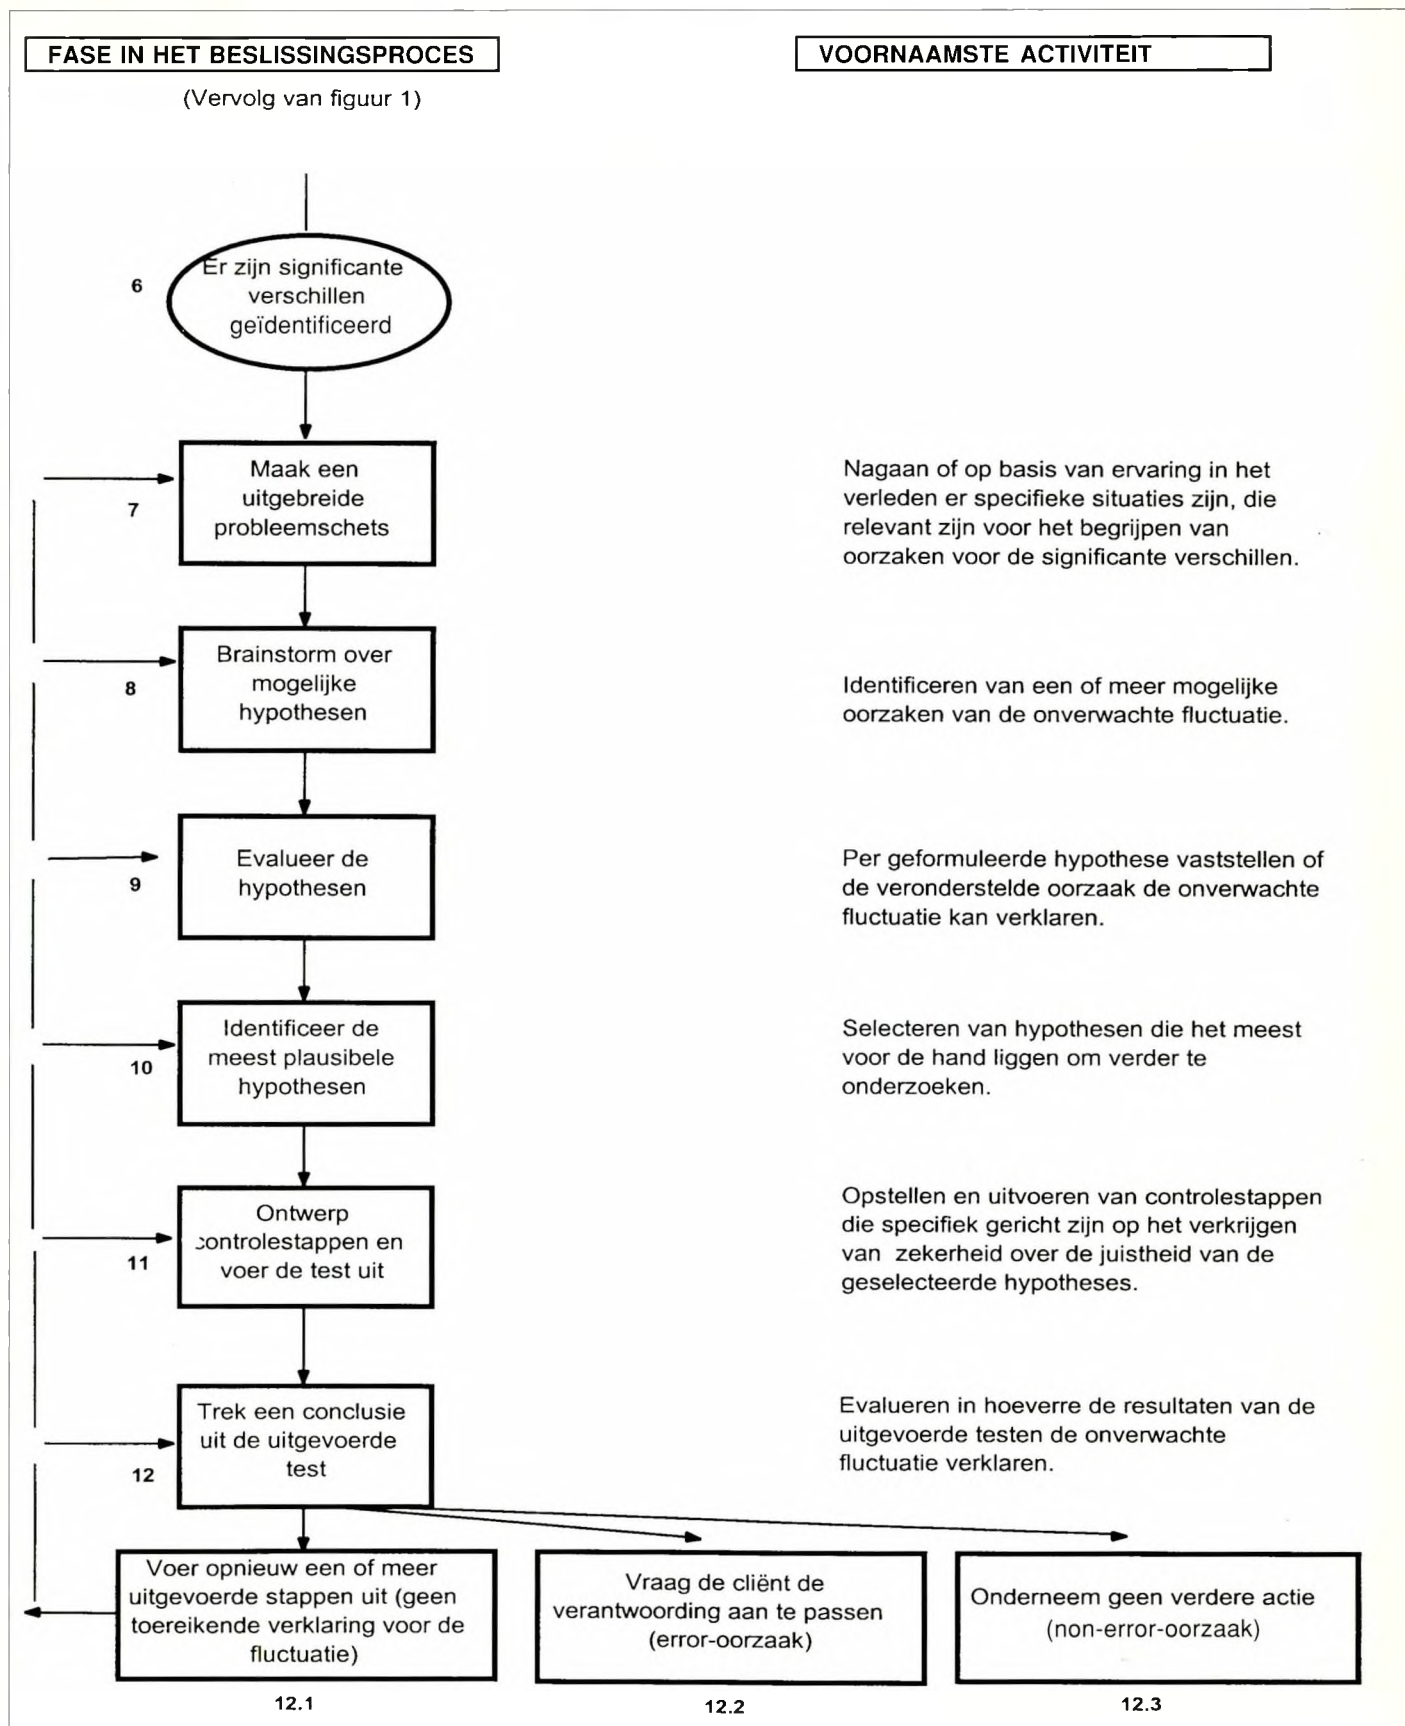 FASE IN HET BESLISSINGSPROCES
VOORNAAMSTE ACTIVITEIT
(Vervolg van figuur 1)
6
Er zijn significante
verschillen
geïdentificeerd
7
Maak een
uitgebreide
probleemschets
Nagaan of op basis van ervaring in het
verleden er specifieke situaties zijn, die
relevant zijn voor het begrijpen van
oorzaken voor de significante verschillen.
8
Brainstorm over
mogelijke
hypothesen
Identificeren van een of meer mogelijke
oorzaken van de onverwachte fluctuatie.
9
Evalueer de
hypothesen
Per geformuleerde hypothese vaststellen of
de veronderstelde oorzaak de onverwachte
fluctuatie kan verklaren.
10
Identificeer de
meest plausibele
hypothesen
Selecteren van hypothesen die het meest
voor de hand liggen om verder te
onderzoeken.
11
Ontwerp
controlestappen en
voer de test uit
Opstellen en uitvoeren van controlestappen
die specifiek gericht zijn op het verkrijgen
van zekerheid over de juistheid van de
geselecteerde hypotheses.
12
Trek een conclusie
uit de uitgevoerde
test
Evalueren in hoeverre de resultaten van de
uitgevoerde testen de onverwachte
fluctuatie verklaren.
Voer opnieuw een of meer
uitgevoerde stappen uit (geen
toereikende verklaring voor de
fluctuatie)
12.1
Vraag de cliënt de
verantwoording aan te passen
(error-oorzaak)
12.2
Onderneem geen verdere actie
(non-error-oorzaak)
12.3